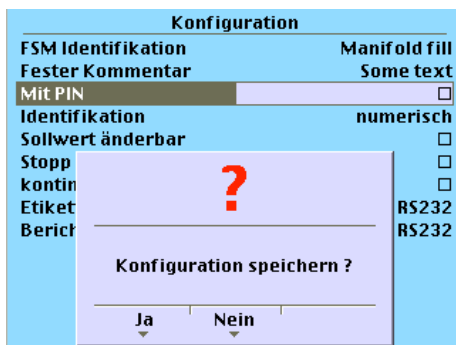 Konfiguration
FSM Identifikation Manifold fill
Fester Kommentar Some text
Mit PIN
Identifikation numerisch
Sollwert änderbar
Stopp
kontin
Etiket RS232
Berich RS232
?
Konfiguration speichern ?
Ja Nein